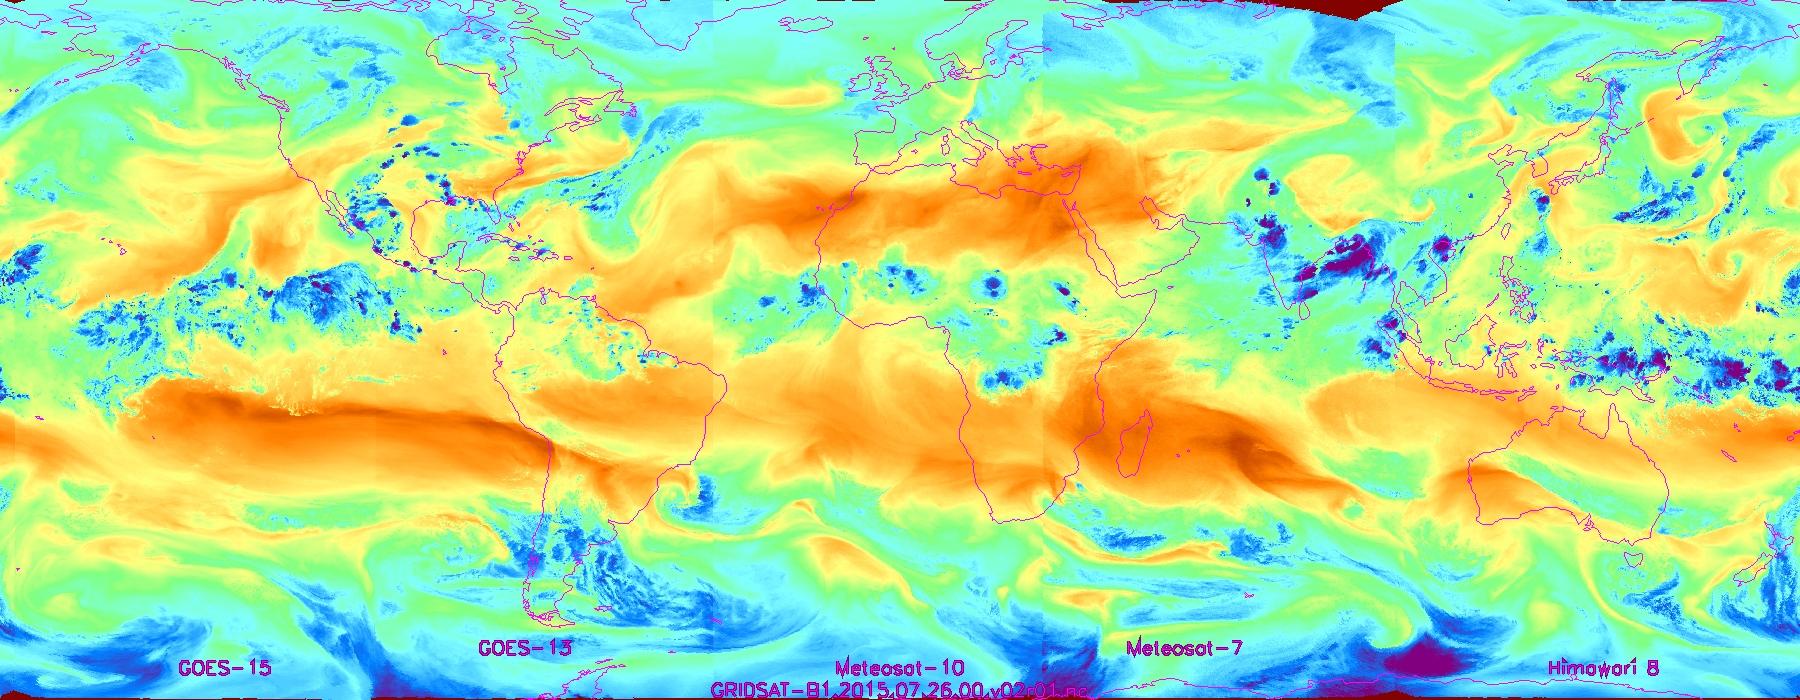 GOES-13
Meteosat-7
GOES-15
Meteosat-10
Himawari 8
GRIDSAT-B1.2015.07.26.00.v02r01.nc